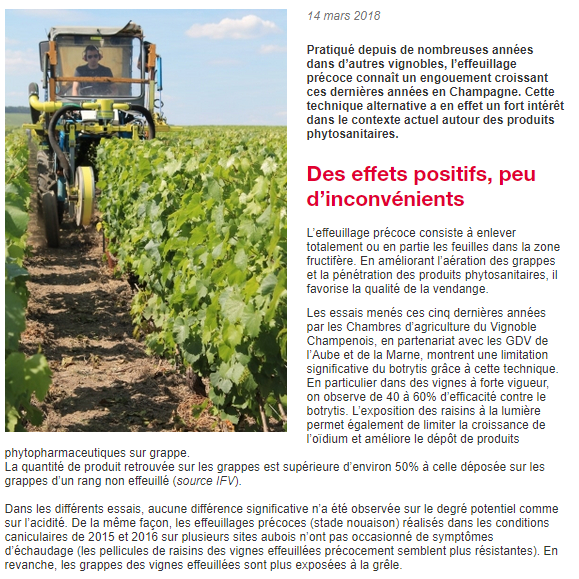 14 mars 2018
Pratiqué depuis de nombreuses années
dans d’autres vignobles, l’effeuillage
précoce connaît un engouement croissant
ces dernières années en Champagne. Cette
technique alternative a en effet un fort intérêt
dans le contexte actuel autour des produits
phytosanitaires.
Des effets positifs, peu
d’inconvénients
L’effeuillage précoce consiste à enlever
totalement ou en partie les feuilles dans la zone
fructifère. En améliorant l’aération des grappes
et la pénétration des produits phytosanitaires, il
favorise la qualité de la vendange.
Les essais menés ces cinq dernières années
par les Chambres d’agriculture du Vignoble
Champenois, en partenariat avec les GDV de
l’Aube et de la Marne, montrent une limitation
significative du botrytis grâce à cette technique.
En particulier dans des vignes à forte vigueur,
on observe de 40 à 60% d’efficacité contre le
botrytis. L’exposition des raisins à la lumière
permet également de limiter la croissance de
l’oïdium et améliore le dépôt de produits
phytopharmaceutiques sur grappe.
La quantité de produit retrouvée sur les grappes est supérieure d’environ 50% à celle déposée sur les
grappes d’un rang non effeuillé (source IFV).
Dans les différents essais, aucune différence significative n’a été observée sur le degré potentiel comme
sur l’acidité. De la même façon, les effeuillages précoces (stade nouaison) réalisés dans les conditions
caniculaires de 2015 et 2016 sur plusieurs sites aubois n’ont pas occasionné de symptômes
d’échaudage (les pellicules de raisins des vignes effeuillées précocement semblent plus résistantes). En
revanche, les grappes des vignes effeuillées sont plus exposées à la grêle.